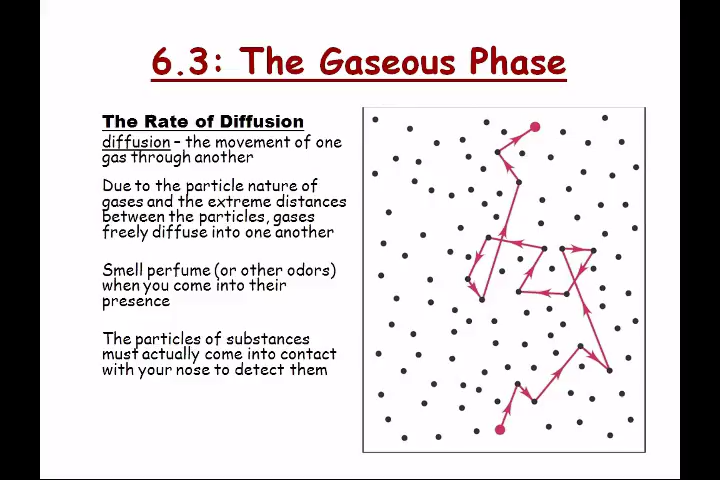 6.3: The Gaseous Phase
The Rate of Diffusion
diffusion – the movement of one
gas through another
Due to the particle nature of
gases and the extreme distances
between the particles, gases
freely diffuse into one another
Smell perfume (or other odors)
when you come into their
presence
The particles of substances
must actually come into contact
with your nose to detect them